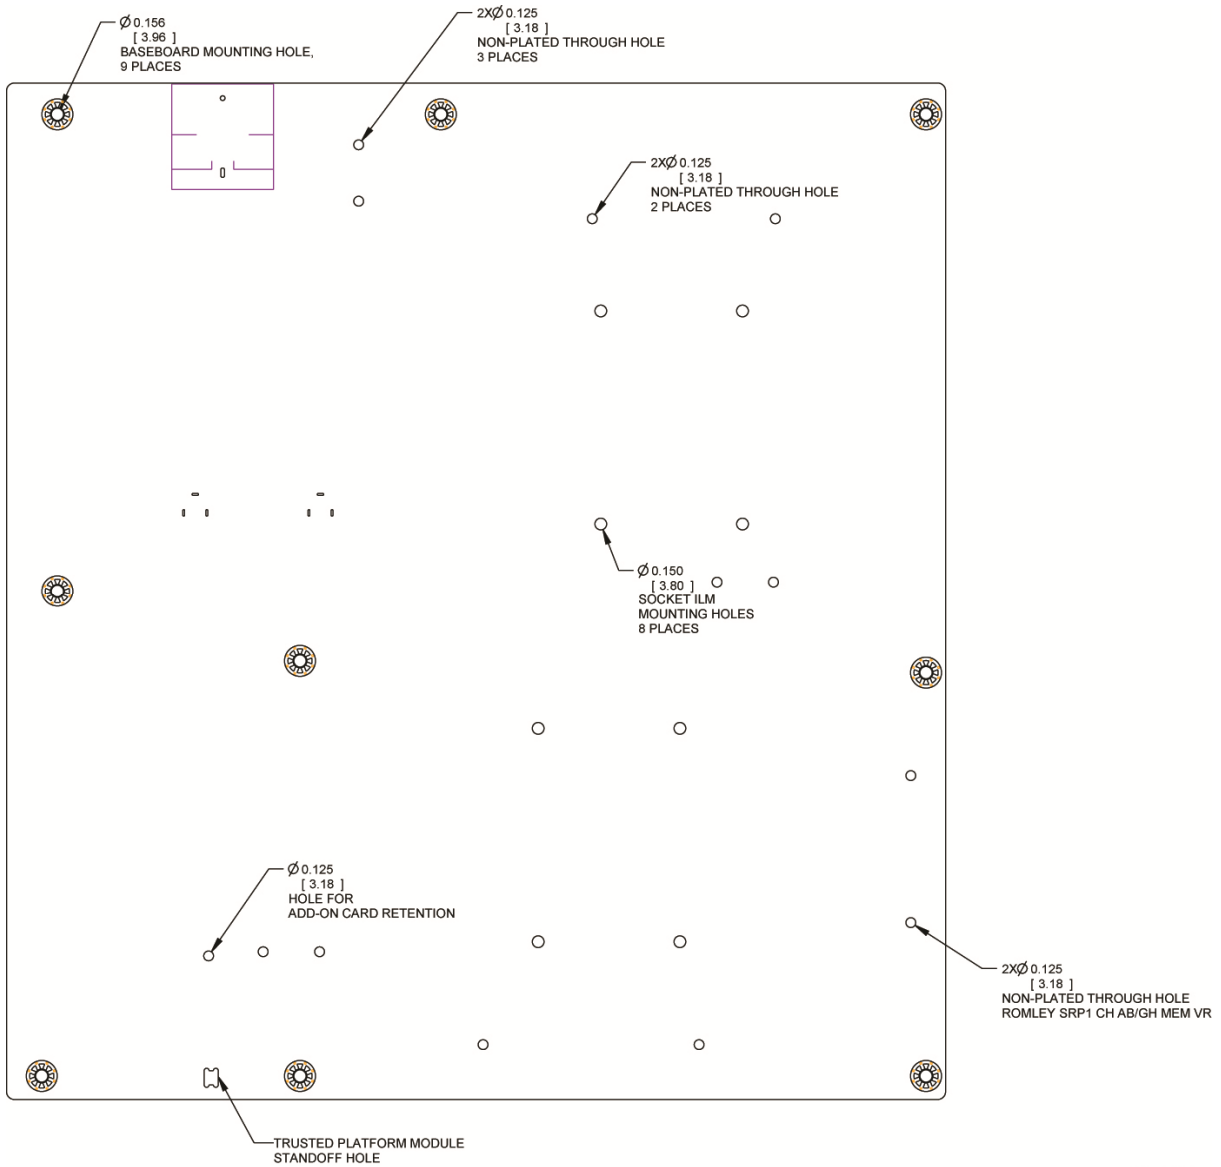 Ø 0.156
[ 3.96 ]
BASEBOARD MOUNTING HOLE,
9 PLACES
2XØ 0.125
[ 3.18 ]
NON-PLATED THROUGH HOLE
3 PLACES
2XØ 0.125
[ 3.18 ]
NON-PLATED THROUGH HOLE
2 PLACES
Ø 0.150
[ 3.80 ]
SOCKET ILM
MOUNTING HOLES
8 PLACES
Ø 0.125
[ 3.18 ]
HOLE FOR
ADD-ON CARD RETENTION
2XØ 0.125
[ 3.18 ]
NON-PLATED THROUGH HOLE
ROMLEY SRP1 CH AB/GH MEM VR
TRUSTED PLATFORM MODULE
STANDOFF HOLE